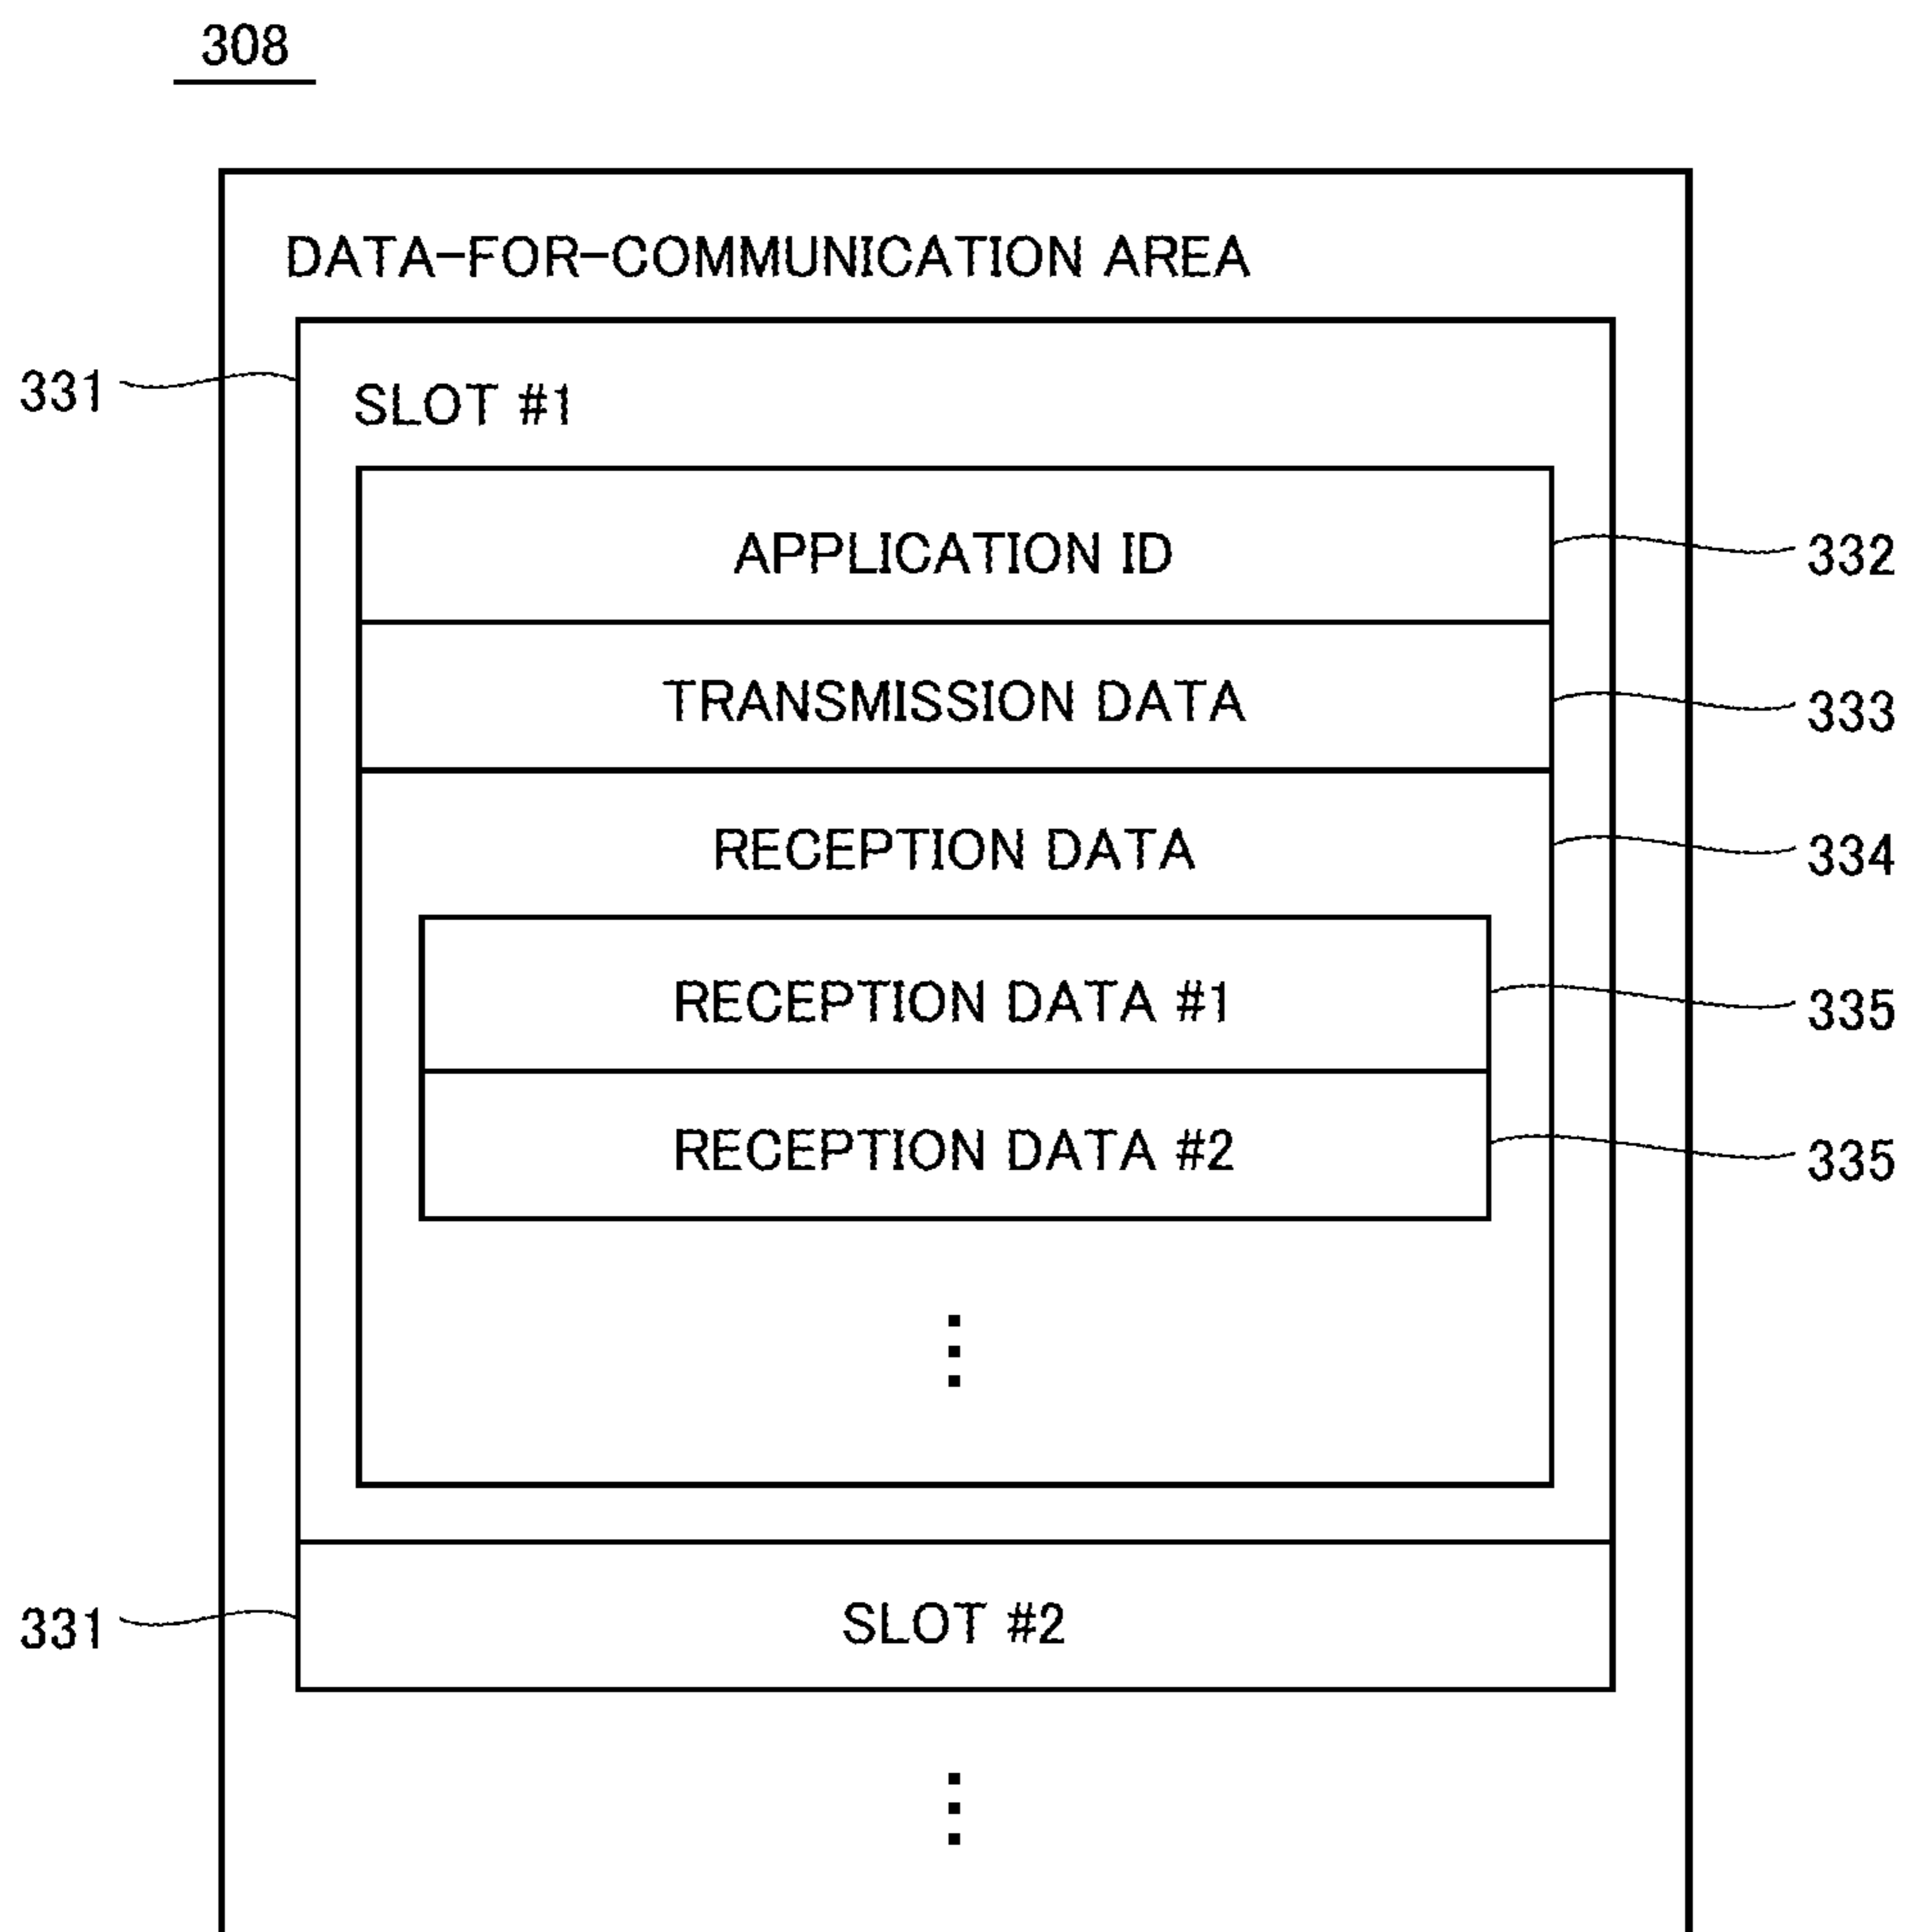 308
DATA-FOR-COMMUNICATION AREA
331
SLOT #1
APPLICATION ID
332
TRANSMISSION DATA
333
RECEPTION DATA
334
RECEPTION DATA #1
335
RECEPTION DATA #2
335
331
SLOT #2